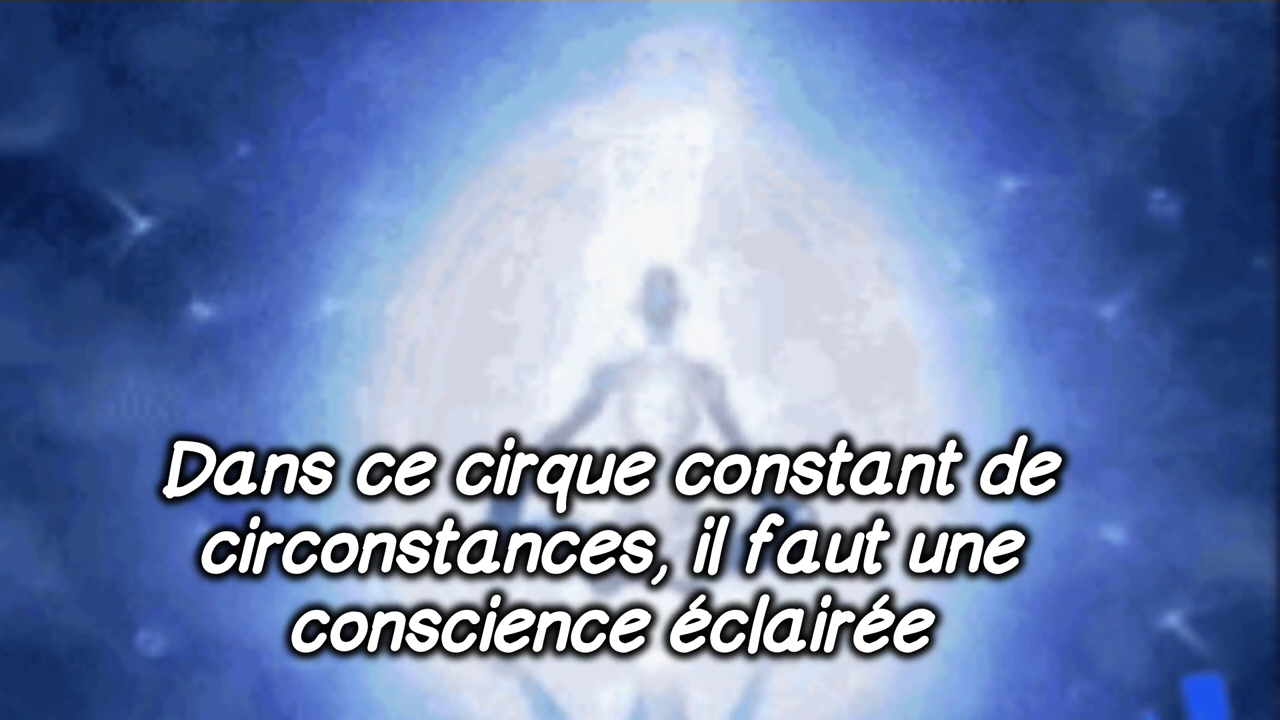 Dans ce cirque constant de
circonstances, il faut une
conscience éclairée